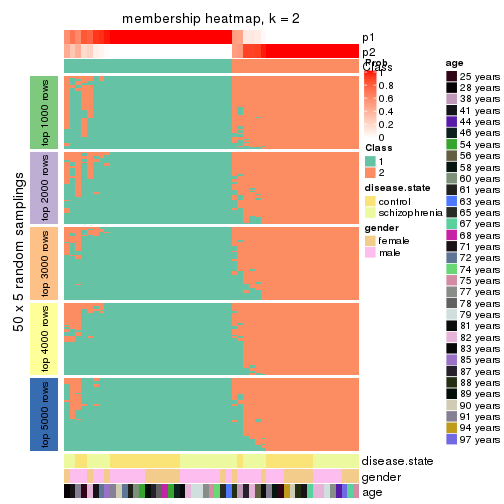 membership heatmap, k = 2
p1
p2
Class
50 x 5 random samplings
top 1000 rows
top 2000 rows
top 3000 rows
top 4000 rows
top 5000 rows
disease.state
gender
age
Prob
1
0.8
0.6
0.4
0.2
0
Class
1
2
disease.state
control
schizophrenia
gender
female
male
age
25 years
28 years
38 years
41 years
44 years
46 years
54 years
56 years
58 years
60 years
61 years
63 years
65 years
67 years
68 years
71 years
72 years
74 years
75 years
77 years
78 years
79 years
81 years
82 years
83 years
85 years
87 years
88 years
89 years
90 years
91 years
94 years
97 years